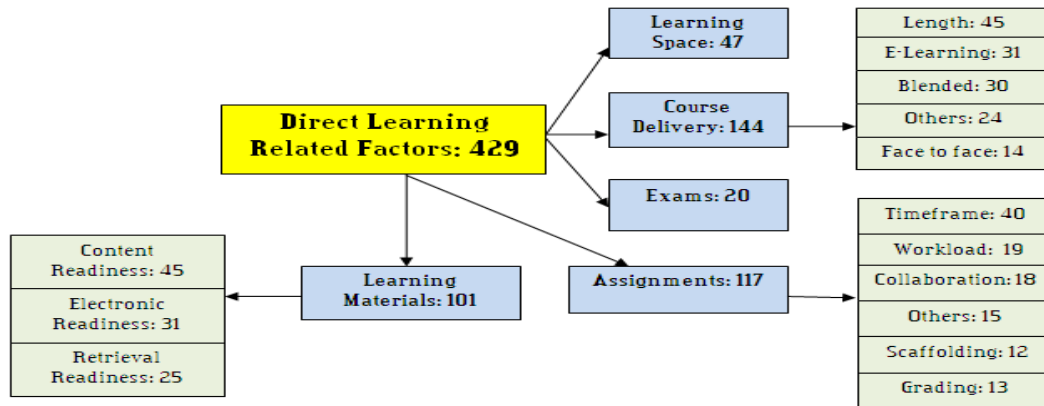 Learning
Space: 47
Length: 45
E-Learning: 31
Blended: 30
Others: 24
Face to face: 14
Direct Learning
Related Factors: 429
Course
Delivery: 144
Exams: 20
Timeframe: 40
Workload: 19
Collaboration: 18
Others: 15
Scaffolding: 12
Grading: 13
Content
Readiness: 45
Electronic
Readiness: 31
Retrieval
Readiness: 25
Learning
Materials: 101
Assignments: 117